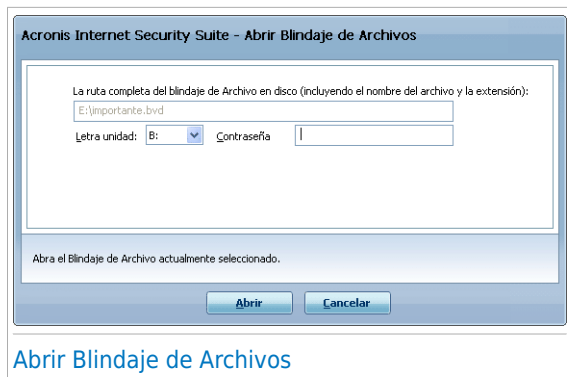 Acronis Internet Security Suite - Abrir Blindaje de Archivos
La ruta completa del blindaje de Archivo en disco (incluyendo el nombre del archivo y la extensión):
E:\importante.bvd
Letra unidad: B: Contraseña
Abra el Blindaje de Archivo actualmente seleccionado.
Abrir Cancelar
Abrir Blindaje de Archivos